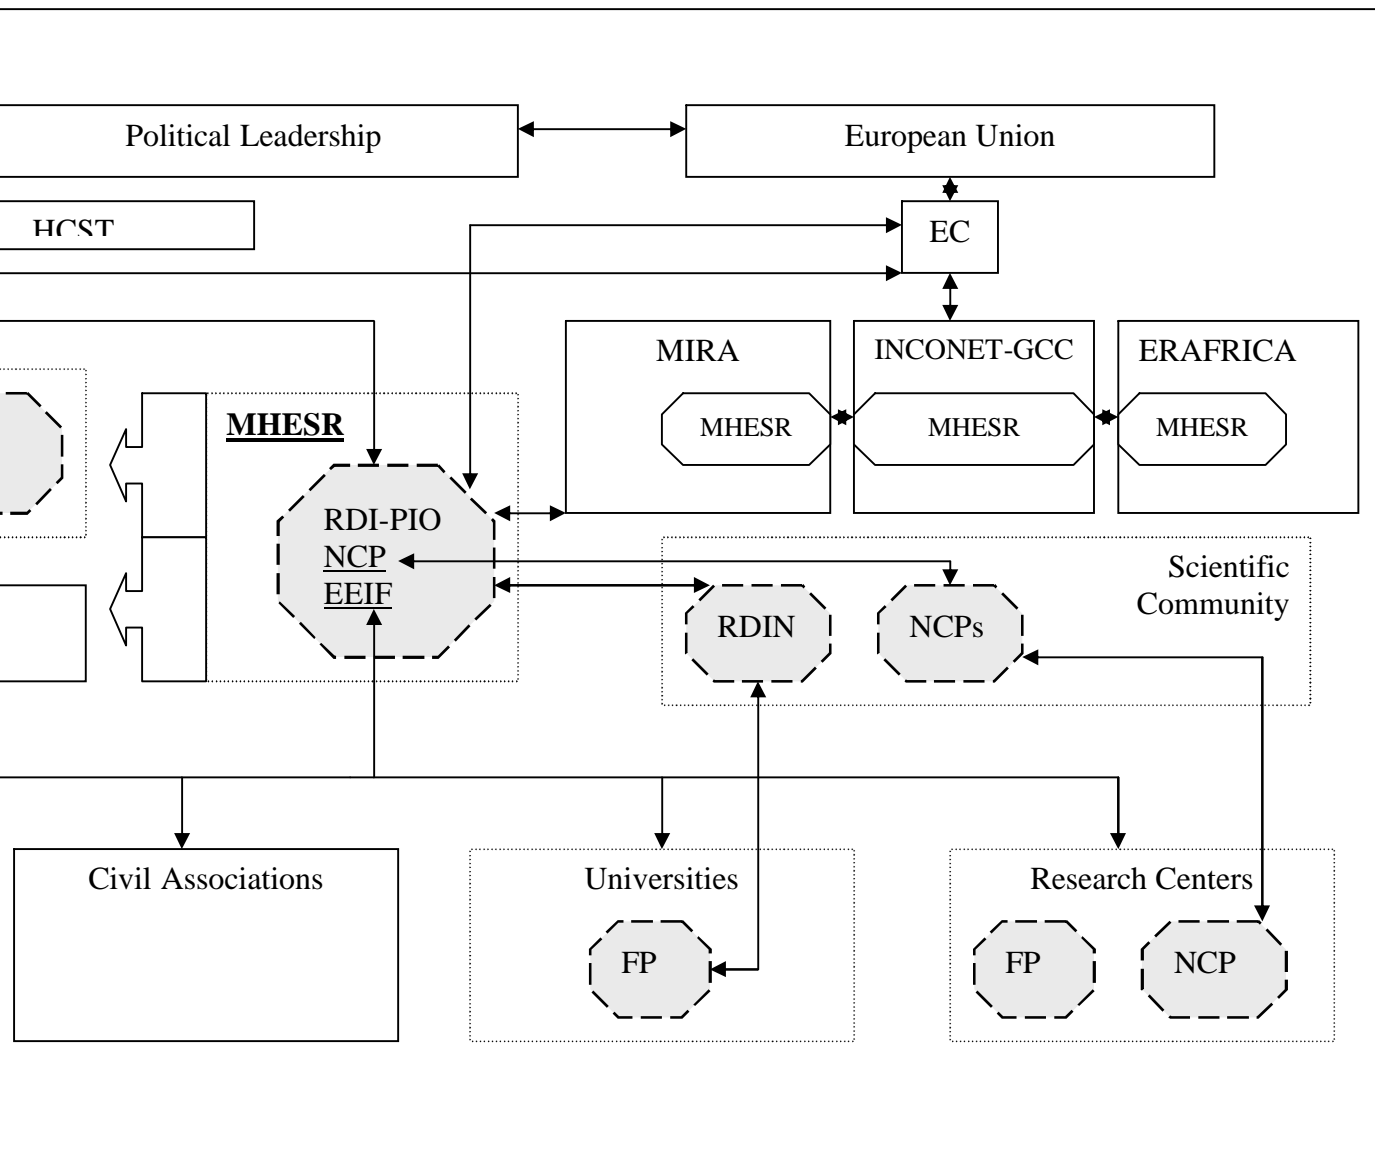 Political Leadership
European Union
HCST
EC
MIRA
INCONET-GCC
ERAFRICA
MHESR
MHESR
MHESR
MHESR
RDI-PIO
NCP
EEIF
Scientific
Community
RDIN
NCPs
Civil Associations
Universities
Research Centers
FP
FP
NCP